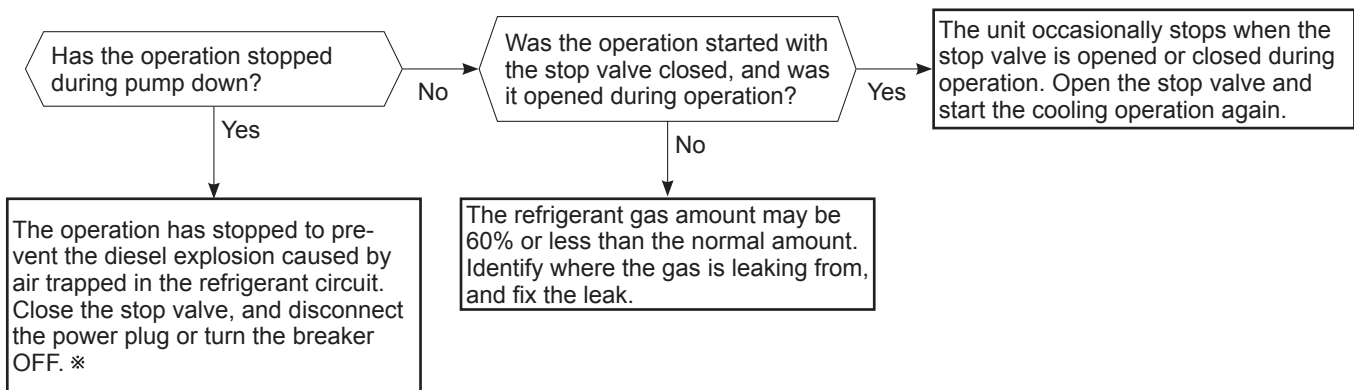 Has the operation stopped
during pump down?
No
Yes
Was the operation started with
the stop valve closed, and was
it opened during operation?
Yes
No
The unit occasionally stops when the
stop valve is opened or closed during
operation. Open the stop valve and
start the cooling operation again.
The operation has stopped to pre-
vent the diesel explosion caused by
air trapped in the refrigerant circuit.
Close the stop valve, and disconnect
the power plug or turn the breaker
OFF. ※
The refrigerant gas amount may be
60% or less than the normal amount.
Identify where the gas is leaking from,
and fix the leak.